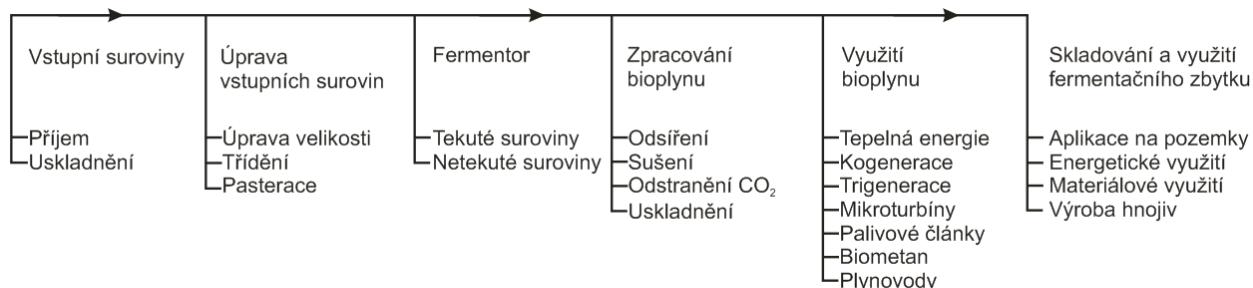 Vstupní suroviny
Příjem
Uskladnění
Úprava
vstupních surovin
Úprava velikosti
Třídění
Pasterace
Fermentor
Tekuté suroviny
Netekuté suroviny
Zpracování
bioplynu
Odsíření
Sušení
Odstranění CO₂
Uskladnění
Využití
bioplynu
Tepelná energie
Kogenerace
Trigenerace
Mikroturbíny
Palivové články
Biometan
Plynovody
Skladování a využití
fermentačního zbytku
Aplikace na pozemky
Energetické využití
Materiálové využití
Výroba hnojiv